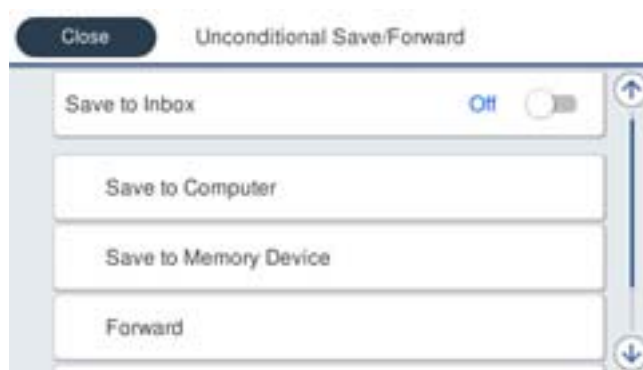 Close
Unconditional Save/Forward
Save to Inbox
Off
Save to Computer
Save to Memory Device
Forward